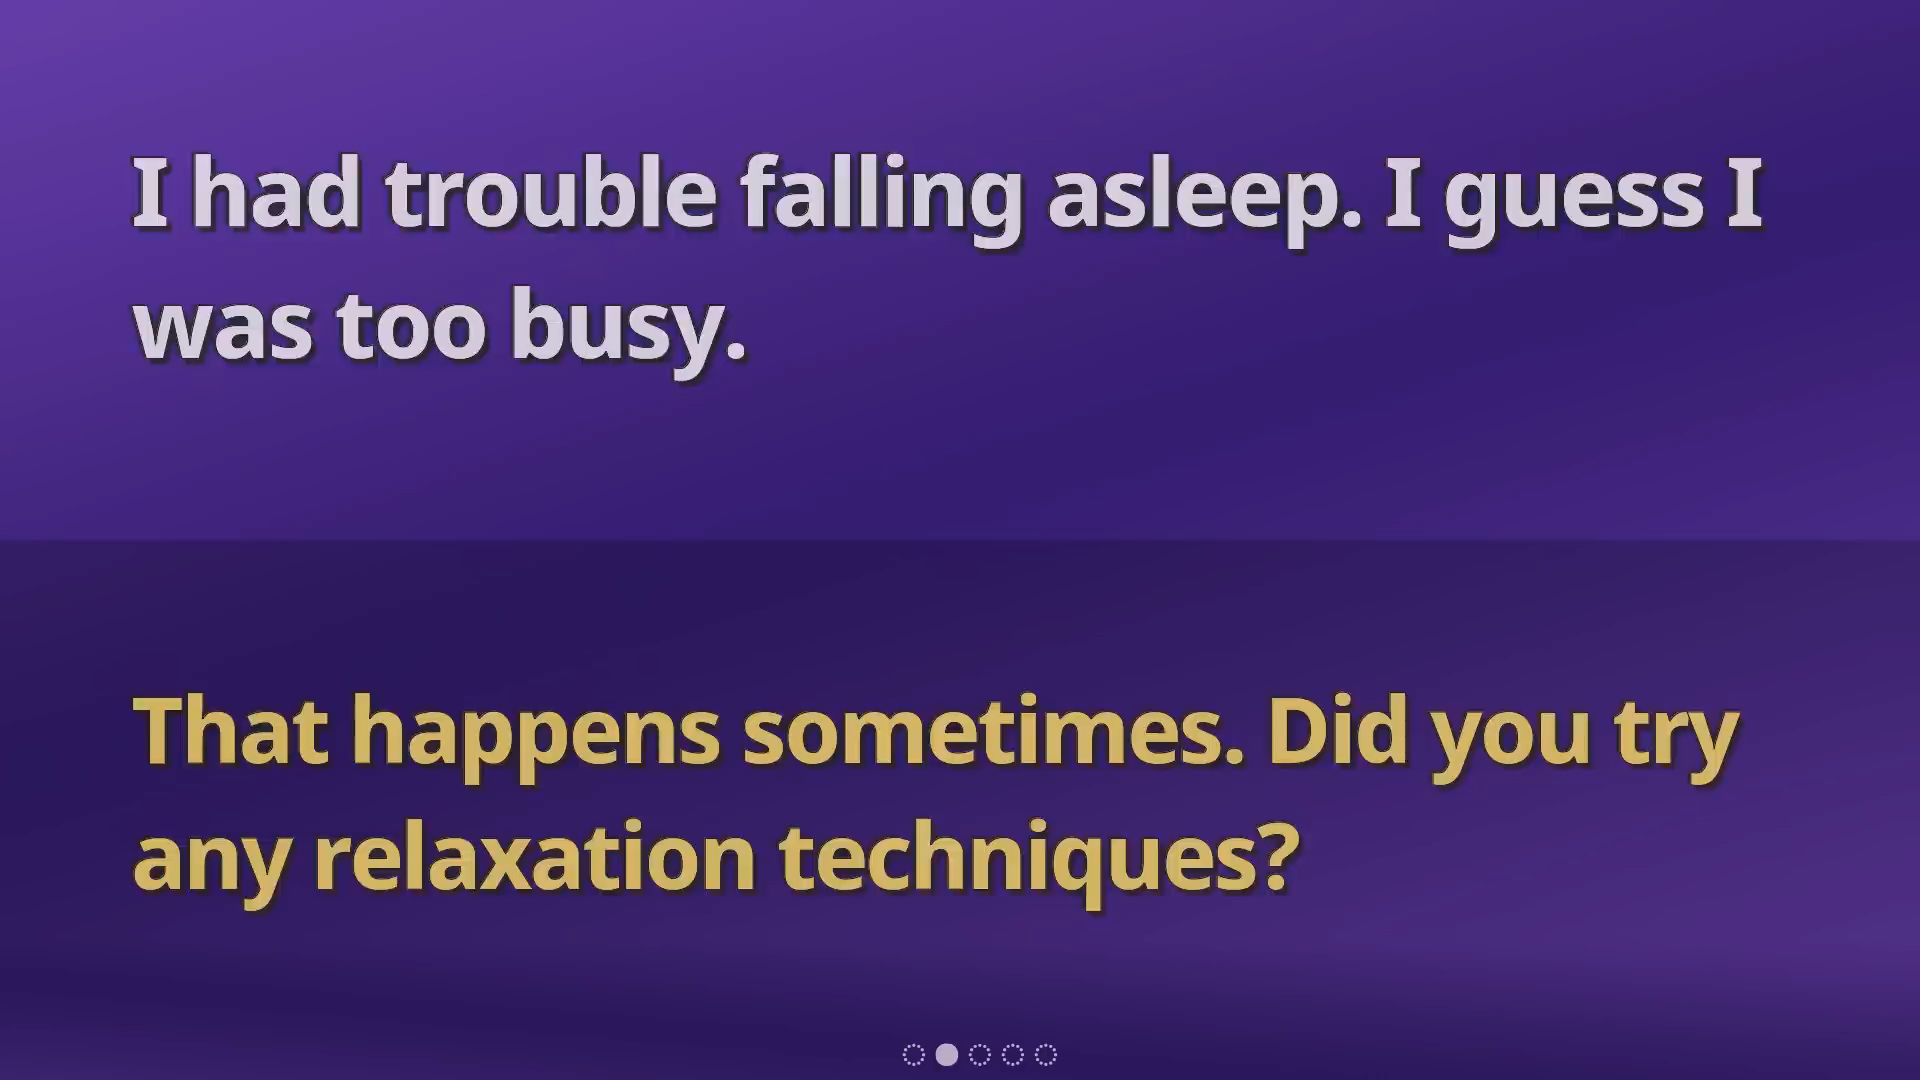 I had trouble falling asleep. I guess I
was too busy.
That happens sometimes. Did you try
any relaxation techniques?